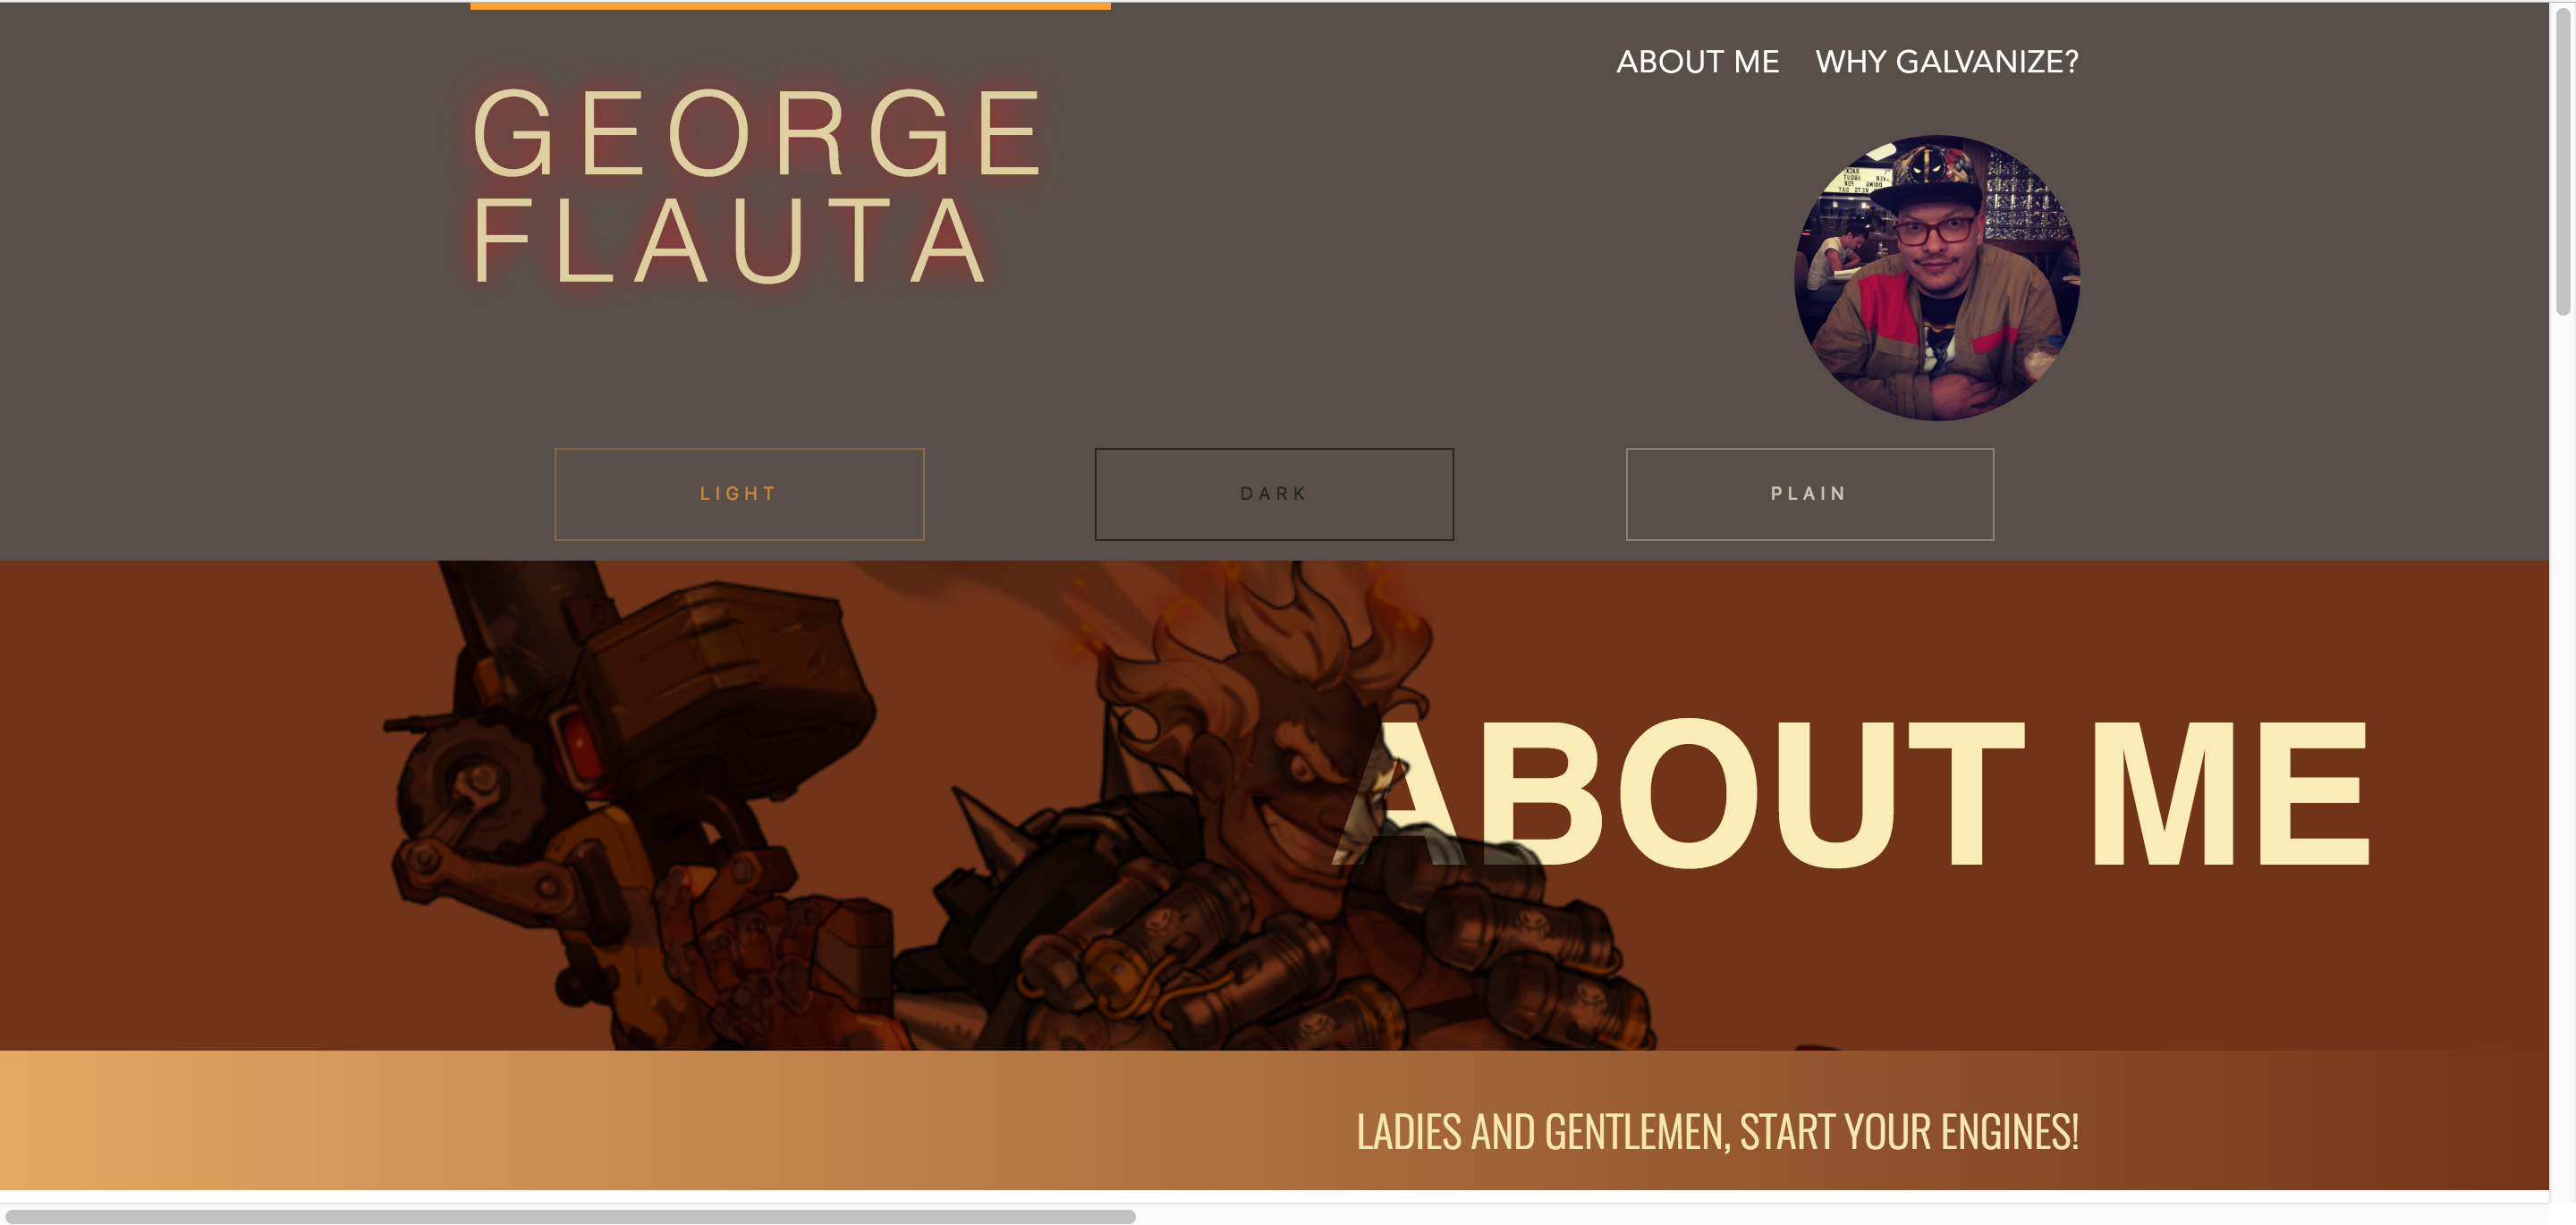 ABOUT ME WHY GALVANIZE?
GEORGE
FLAUTA
LIGHT
DARK
PLAIN
ABOUT ME
LADIES AND GENTLEMEN, START YOUR ENGINES!